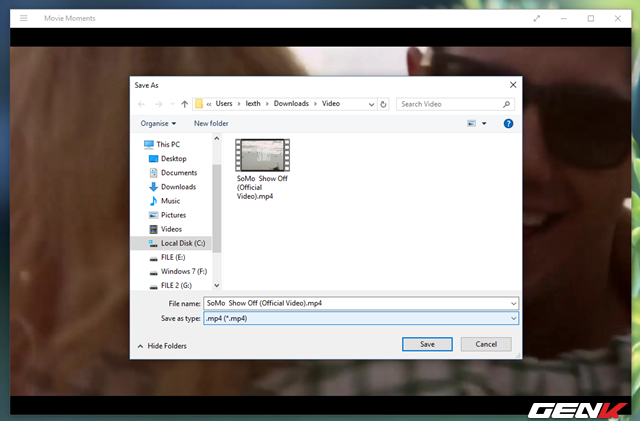 Movie Moments
Save As
« Users > lexth > Downloads > Video
Search Video
Organise
New folder
This PC
Desktop
Documents
Downloads
Music
Pictures
Videos
Local Disk (C:)
FILE (E:)
Windows 7 (F:)
FILE 2 (G:)
SoMo Show Off
(Official
Video).mp4
File name: SoMo Show Off (Official Video).mp4
Save as type: .mp4 (*.mp4)
Hide Folders
Save
Cancel
GENK